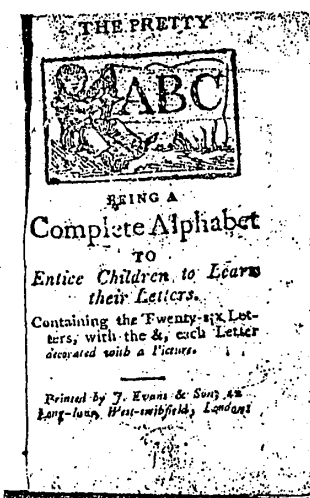 THE PRETTY
ABC
BEING A
Complete Alphabet
TO
Entice Children to Learn
their Letters.
Containing the Twenty-six Let-
ters, with the &, each Letter
decorated with a Picture.
Printed by J. Evans & Sons,
Long-lane, West-smithfield, London.